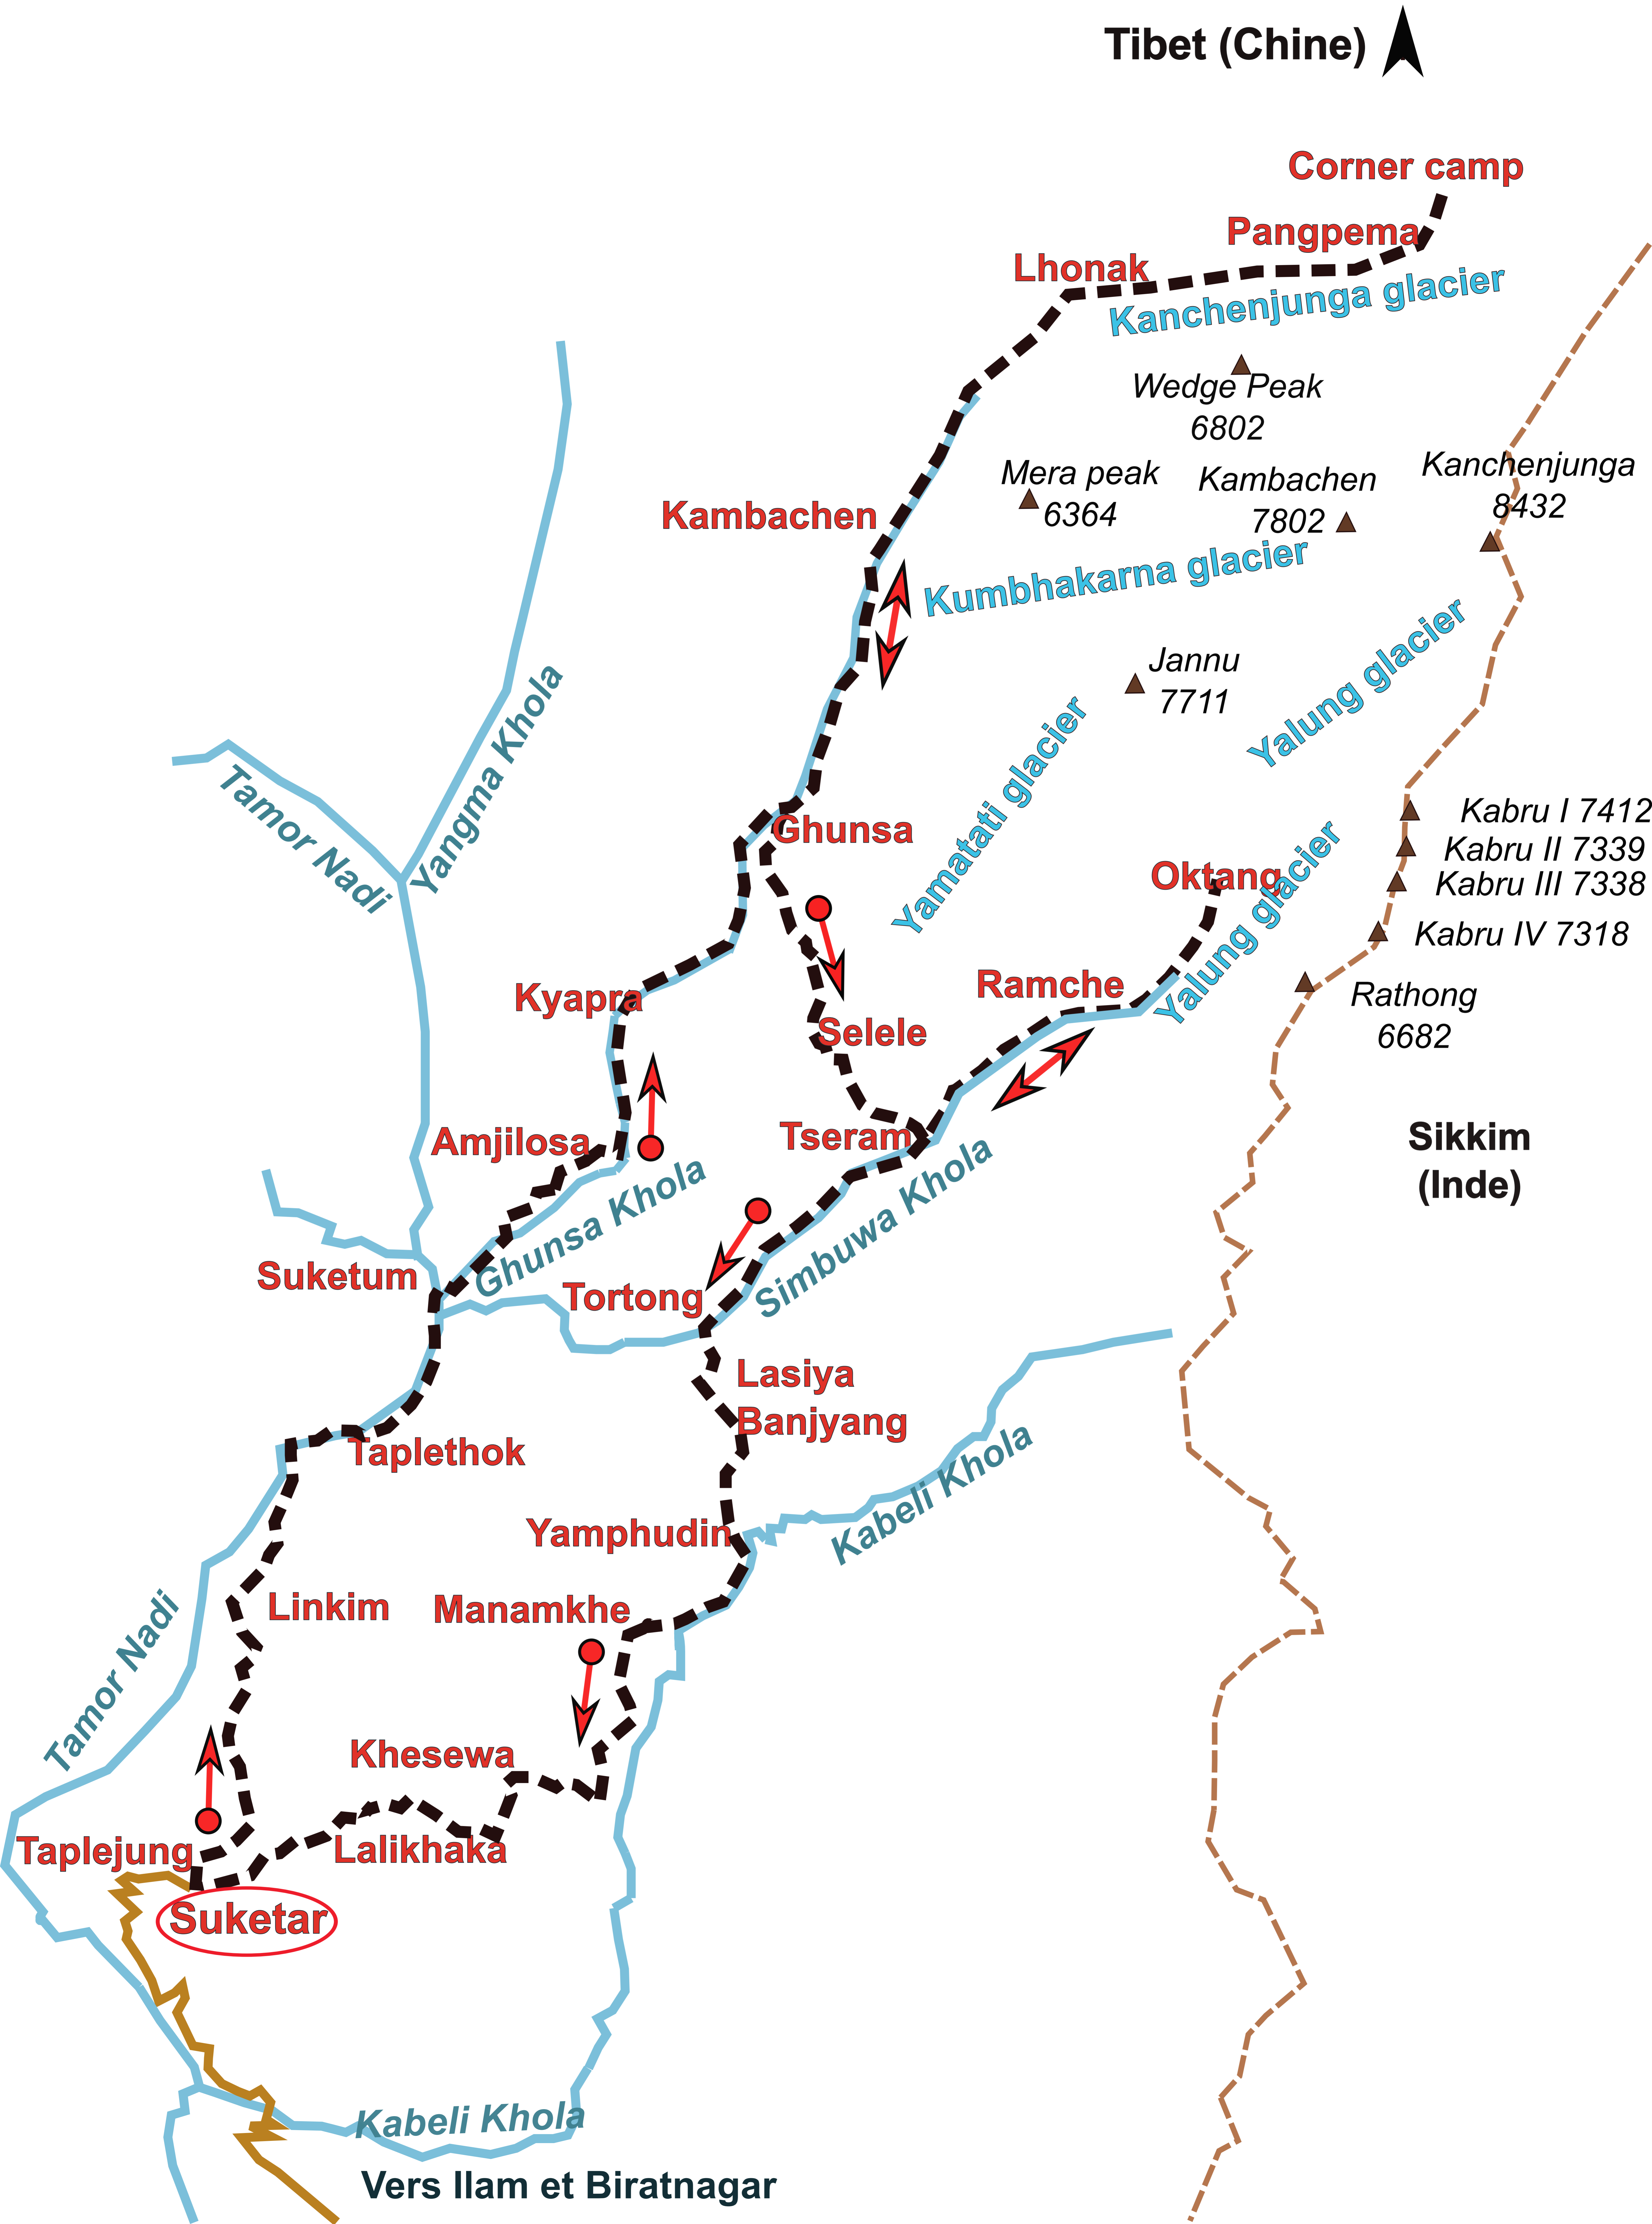 Tibet (Chine)
Corner camp
Pangpema
Lhonak
Kanchenjunga glacier
Wedge Peak
6802
Mera peak
6364
Kambachen
7802
Kanchenjunga
8432
Kambachen
Kumbhakarna glacier
Yalung glacier
Jannu
7711
Yamatati glacier
Tamor Nadi
Yangma Khola
Ghunsa
Oktang
Yalung glacier
Kabru I 7412
Kabru II 7339
Kabru III 7338
Kabru IV 7318
Rathong
6682
Kyapra
Selele
Ramche
Amjilosa
Tseram
Sikkim
(Inde)
Ghunsa Khola
Simbuwa Khola
Suketum
Tortong
Lasiya
Banjyang
Taplethok
Yamphudin
Kabeli Khola
Linkim
Manamkhe
Tamor Nadi
Khesewa
Taplejung
Lalikhaka
Suketar
Kabeli Khola
Vers Ilam et Biratnagar